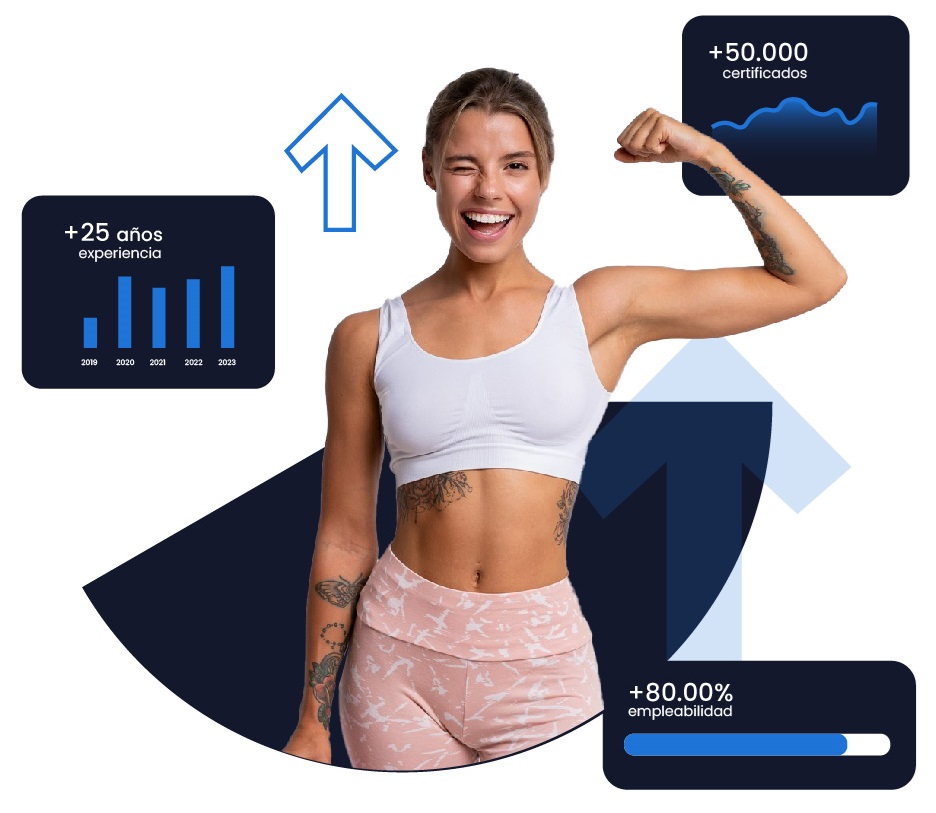 +50.000
certificados
+25 años
experiencia
2019 2020 2021 2022 2023
+80.00%
empleabilidad